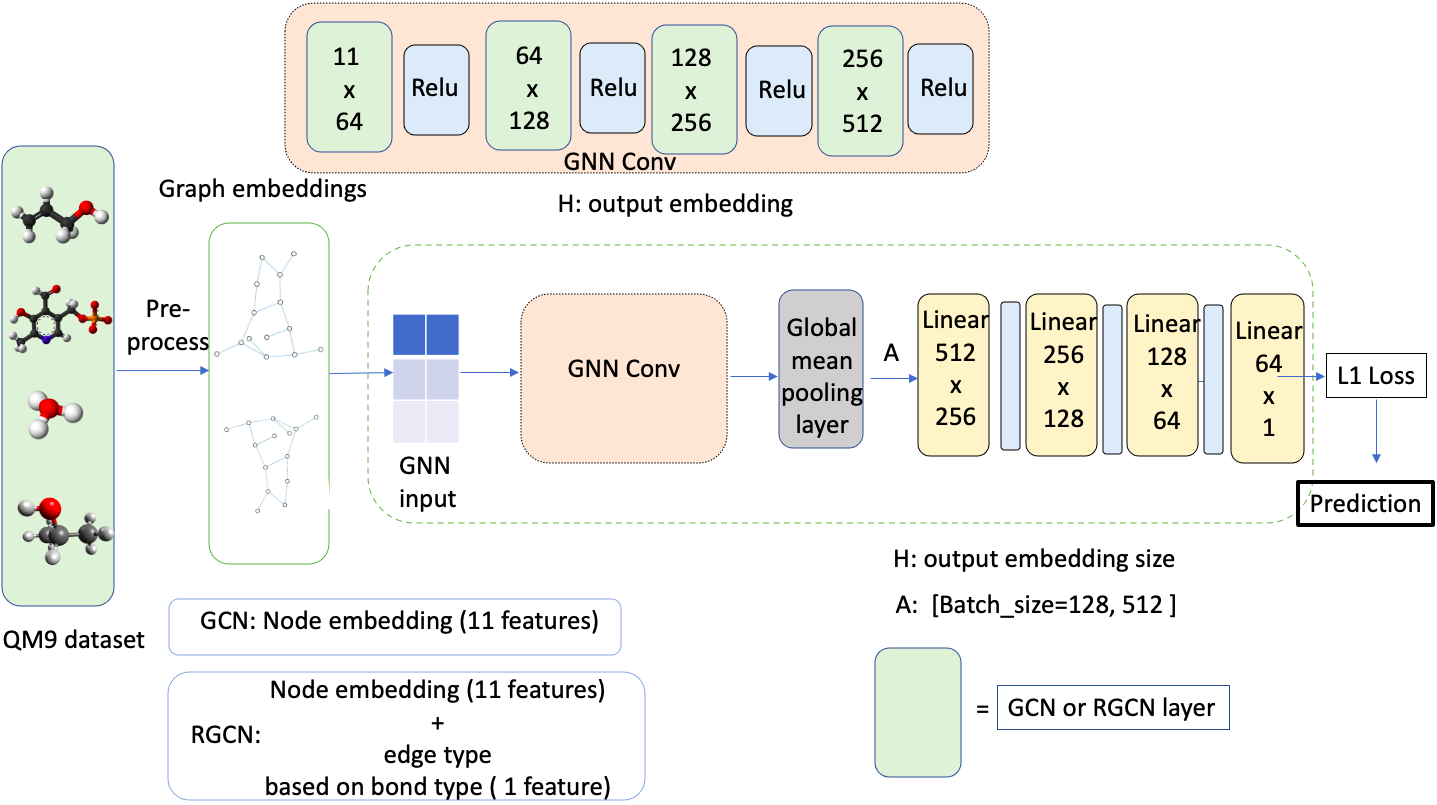 11
x
64
Relu
64
x
128
Relu
128
x
256
Relu
256
x
512
Relu
GNN Conv
H: output embedding
Graph embeddings
Pre-
process
GNN
input
GNN Conv
Global
mean
pooling
layer
A
Linear
512
x
256
Linear
256
x
128
Linear
128
x
64
Linear
64
x
1
L1 Loss
Prediction
H: output embedding size
A: [Batch_size=128, 512 ]
QM9 dataset
GCN: Node embedding (11 features)
RGCN:
Node embedding (11 features)
+
edge type
based on bond type ( 1 feature)
= GCN or RGCN layer